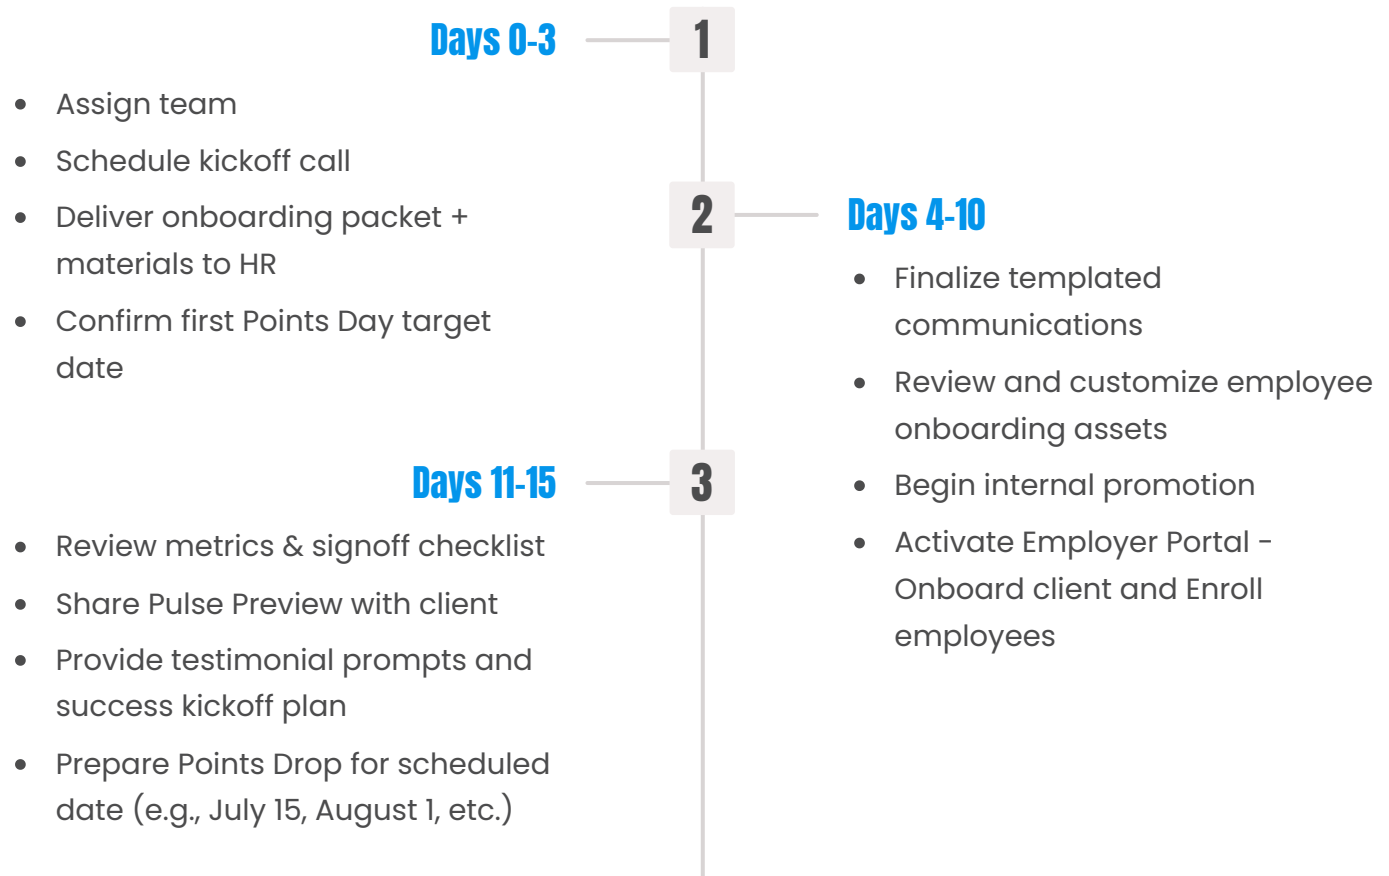 Days 0-3
1
• Assign team
• Schedule kickoff call
• Deliver onboarding packet +
materials to HR
• Confirm first Points Day target
date
2
Days 4-10
• Finalize templated
communications
• Review and customize employee
onboarding assets
• Begin internal promotion
• Activate Employer Portal -
Onboard client and Enroll
employees
Days 11-15
3
• Review metrics & signoff checklist
• Share Pulse Preview with client
• Provide testimonial prompts and
success kickoff plan
• Prepare Points Drop for scheduled
date (e.g., July 15, August 1, etc.)